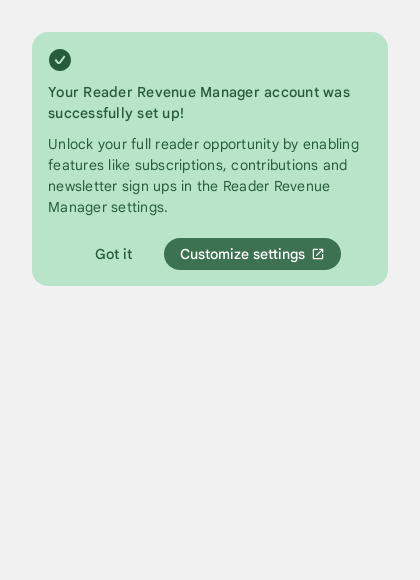 Your Reader Revenue Manager account was
successfully set up!
Unlock your full reader opportunity by enabling
features like subscriptions, contributions and
newsletter sign ups in the Reader Revenue
Manager settings.
Got it
Customize settings